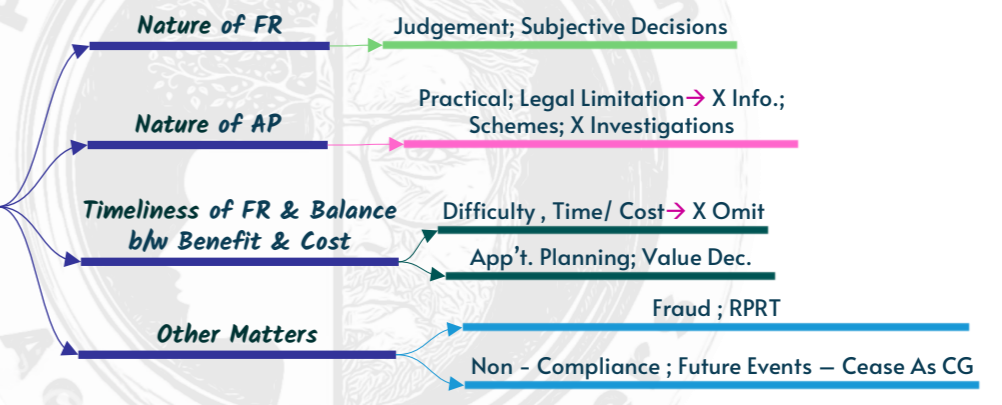 Nature of FR
Judgement; Subjective Decisions
Nature of AP
Practical; Legal Limitation→ X Info.;
Schemes; X Investigations
Timeliness of FR & Balance
b/w Benefit & Cost
Difficulty , Time/ Cost→ X Omit
App't. Planning; Value Dec.
Other Matters
Fraud ; RPRT
Non - Compliance ; Future Events – Cease As CG